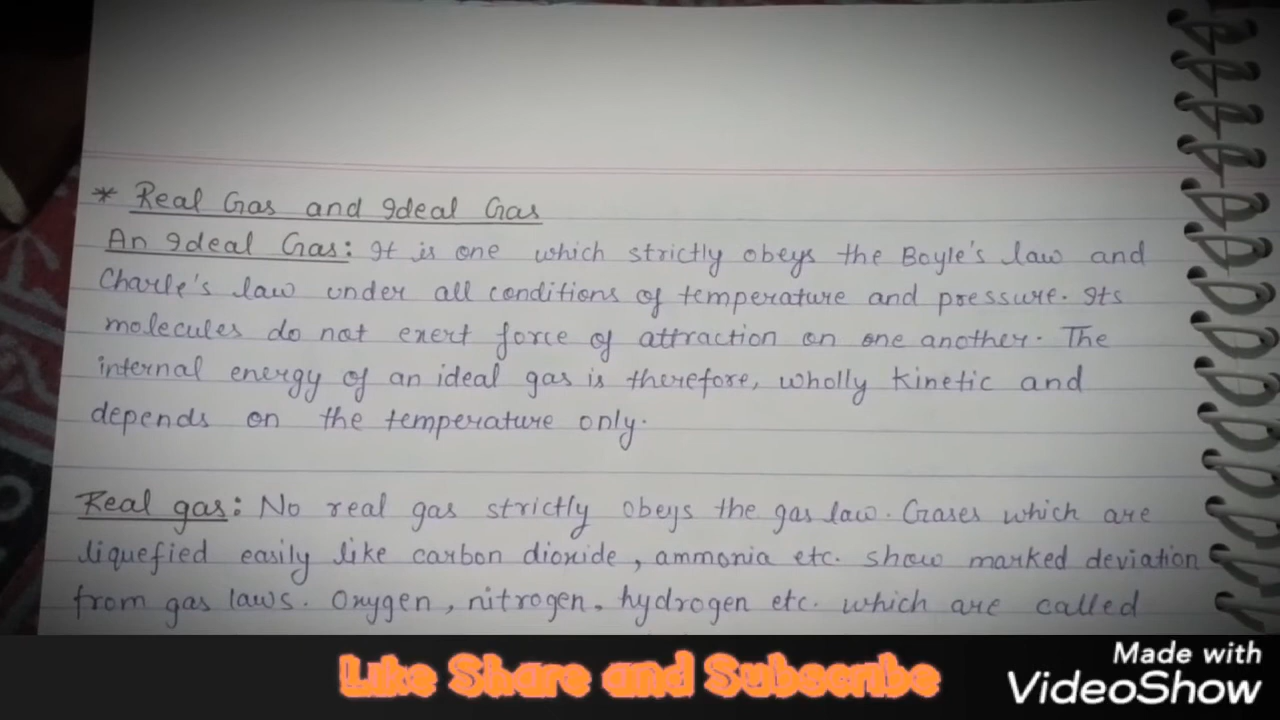 * Real Gas and Ideal Gas
An Ideal Gas: It is one which strictly obeys the Boyle's law and
Charle's law under all conditions of temperature and pressure. Its
molecules do not exert force of attraction on one another. The
internal energy of an ideal gas is therefore, wholly kinetic and
depends on the temperature only.
Real gas: No real gas strictly obeys the gas law. Gases which are
liquefied easily like carbon dioxide, ammonia etc. show marked deviation
from gas laws. Oxygen, nitrogen, hydrogen etc. which are called
Like Share and Subscribe
Made with
VideoShow